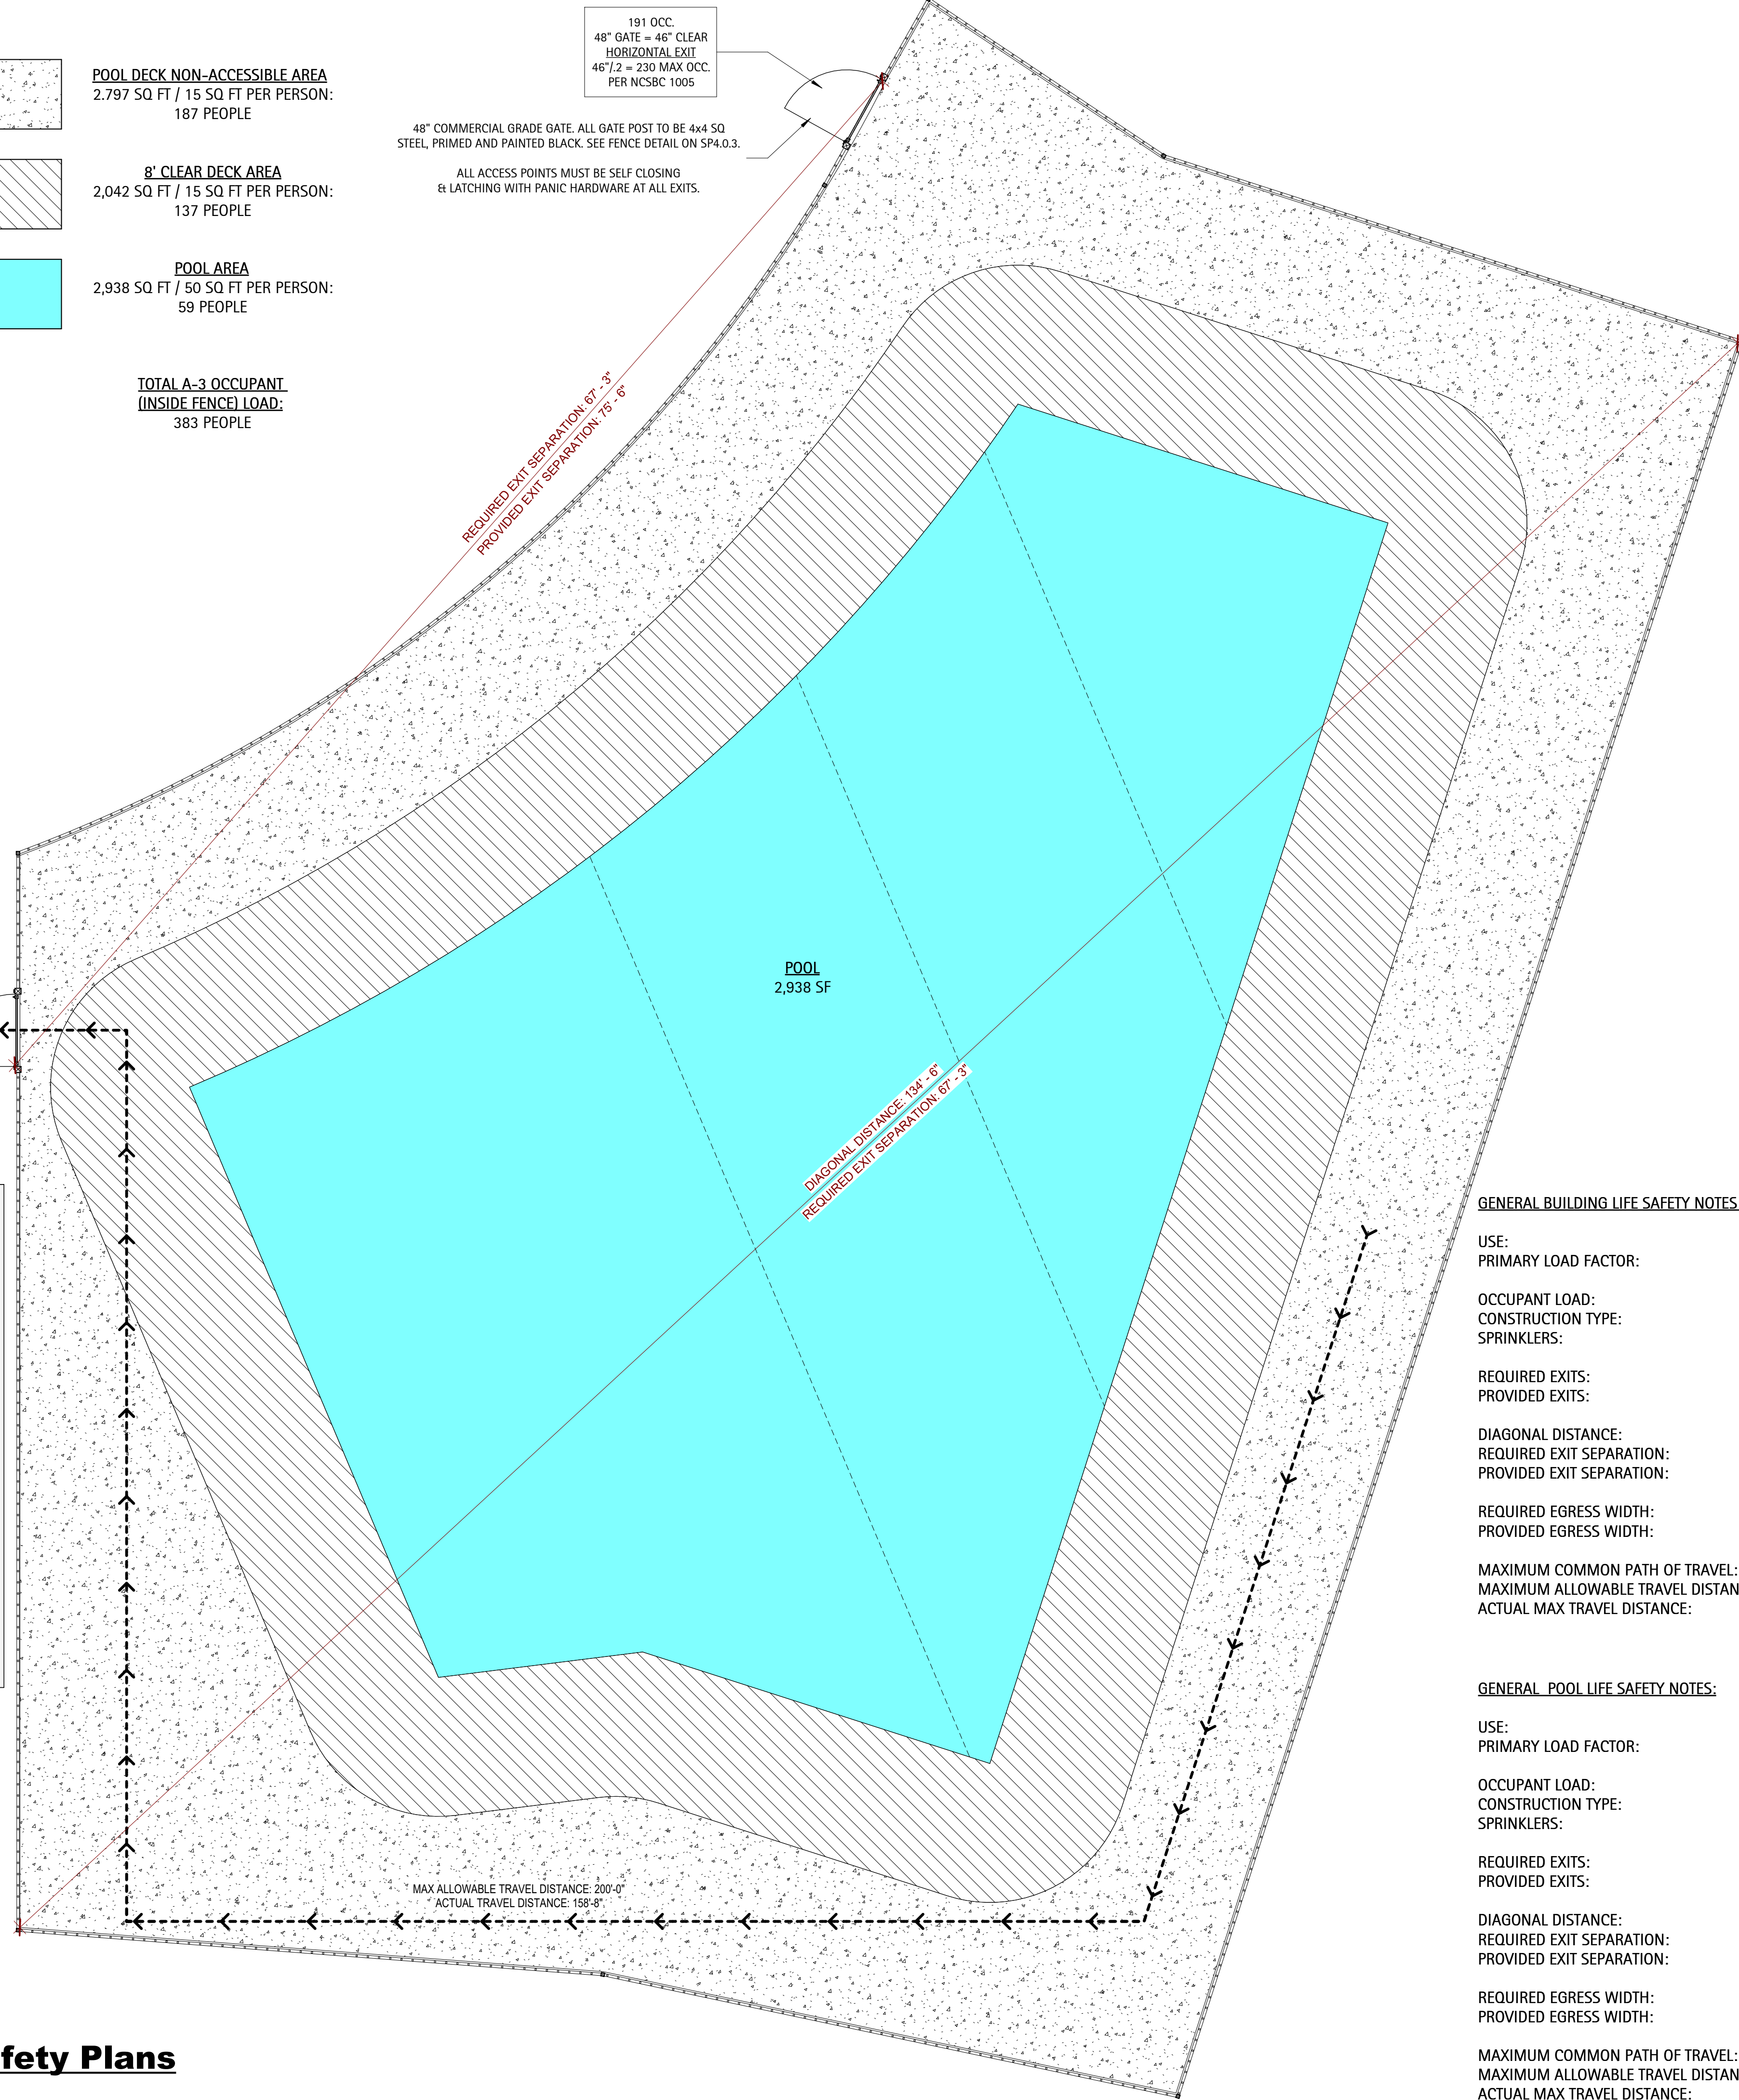 191 OCC.
48" GATE = 46" CLEAR
HORIZONTAL EXIT
46"/.2 = 230 MAX OCC.
PER NCSBC 1005
POOL DECK NON-ACCESSIBLE AREA
2.797 SQ FT / 15 SQ FT PER PERSON:
187 PEOPLE
48" COMMERCIAL GRADE GATE. ALL GATE POST TO BE 4x4 SQ
STEEL, PRIMED AND PAINTED BLACK. SEE FENCE DETAIL ON SP4.0.3.
ALL ACCESS POINTS MUST BE SELF CLOSING
& LATCHING WITH PANIC HARDWARE AT ALL EXITS.
8' CLEAR DECK AREA
2,042 SQ FT / 15 SQ FT PER PERSON:
137 PEOPLE
POOL AREA
2,938 SQ FT / 50 SQ FT PER PERSON:
59 PEOPLE
TOTAL A-3 OCCUPANT
(INSIDE FENCE) LOAD:
383 PEOPLE
REQUIRED EXIT SEPARATION: 67' - 3"
PROVIDED EXIT SEPARATION: 75' - 6"
POOL
2,938 SF
DIAGONAL DISTANCE: 134' - 6"
REQUIRED EXIT SEPARATION: 67' - 3"
GENERAL BUILDING LIFE SAFETY NOTES
USE:
PRIMARY LOAD FACTOR:
OCCUPANT LOAD:
CONSTRUCTION TYPE:
SPRINKLERS:
REQUIRED EXITS:
PROVIDED EXITS:
DIAGONAL DISTANCE:
REQUIRED EXIT SEPARATION:
PROVIDED EXIT SEPARATION:
REQUIRED EGRESS WIDTH:
PROVIDED EGRESS WIDTH:
MAXIMUM COMMON PATH OF TRAVEL:
MAXIMUM ALLOWABLE TRAVEL DISTAN
ACTUAL MAX TRAVEL DISTANCE:
GENERAL POOL LIFE SAFETY NOTES:
USE:
PRIMARY LOAD FACTOR:
OCCUPANT LOAD:
CONSTRUCTION TYPE:
SPRINKLERS:
REQUIRED EXITS:
PROVIDED EXITS:
DIAGONAL DISTANCE:
REQUIRED EXIT SEPARATION:
PROVIDED EXIT SEPARATION:
REQUIRED EGRESS WIDTH:
PROVIDED EGRESS WIDTH:
MAXIMUM COMMON PATH OF TRAVEL:
MAXIMUM ALLOWABLE TRAVEL DISTAN
ACTUAL MAX TRAVEL DISTANCE:
MAX ALLOWABLE TRAVEL DISTANCE: 200'-0"
ACTUAL TRAVEL DISTANCE: 158'-8"
fety Plans